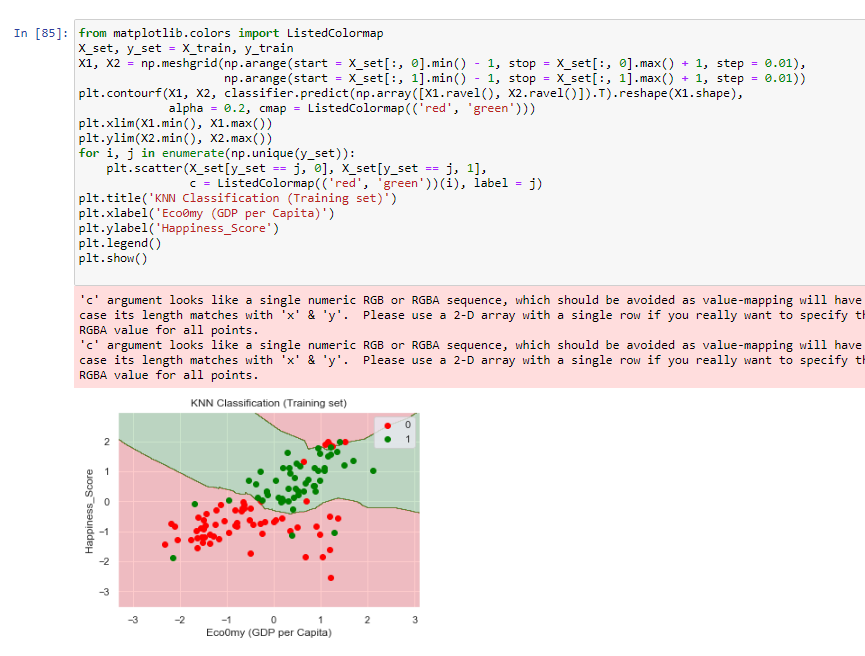 In [85]:
from matplotlib.colors import ListedColormap
X_set, y_set = X_train, y_train
X1, X2 = np.meshgrid(np.arange(start = X_set[:, 0].min() - 1, stop = X_set[:, 0].max() + 1, step = 0.01),
                     np.arange(start = X_set[:, 1].min() - 1, stop = X_set[:, 1].max() + 1, step = 0.01))
plt.contourf(X1, X2, classifier.predict(np.array([X1.ravel(), X2.ravel()]).T).reshape(X1.shape),
             alpha = 0.2, cmap = ListedColormap(('red', 'green')))
plt.xlim(X1.min(), X1.max())
plt.ylim(X2.min(), X2.max())
for i, j in enumerate(np.unique(y_set)):
    plt.scatter(X_set[y_set == j, 0], X_set[y_set == j, 1],
                c = ListedColormap(('red', 'green'))(i), label = j)
plt.title('KNN Classification (Training set)')
plt.xlabel('Eco0my (GDP per Capita)')
plt.ylabel('Happiness_Score')
plt.legend()
plt.show()
'c' argument looks like a single numeric RGB or RGBA sequence, which should be avoided as value-mapping will have
case its length matches with 'x' & 'y'.  Please use a 2-D array with a single row if you really want to specify th
RGBA value for all points.
'c' argument looks like a single numeric RGB or RGBA sequence, which should be avoided as value-mapping will have
case its length matches with 'x' & 'y'.  Please use a 2-D array with a single row if you really want to specify th
RGBA value for all points.
KNN Classification (Training set)
0
1
2
1
0
−1
−2
−3
Happiness_Score
−3 −2 −1 0 1 2 3
Eco0my (GDP per Capita)